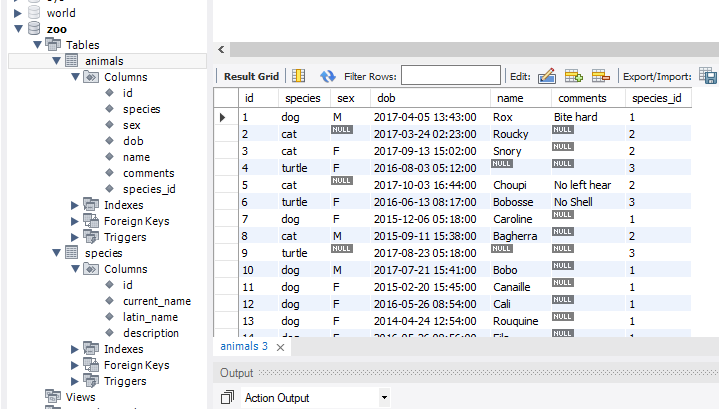 world
zoo
Tables
animals
Columns
id
species
sex
dob
name
comments
species_id
Indexes
Foreign Keys
Triggers
species
Columns
id
current_name
latin_name
description
Indexes
Foreign Keys
Triggers
Views
Result Grid Filter Rows: Edit: Export/Import:
id species sex dob name comments species_id
1 dog M 2017-04-05 13:43:00 Rox Bite hard 1
2 cat NULL 2017-03-24 02:23:00 Roucky NULL 2
3 cat F 2017-09-13 15:02:00 Snory NULL 2
4 turtle F 2016-08-03 05:12:00 NULL NULL 3
5 cat NULL 2017-10-03 16:44:00 Choupi No left hear 2
6 turtle F 2016-06-13 08:17:00 Bobosse No Shell 3
7 dog F 2015-12-06 05:18:00 Caroline NULL 1
8 cat M 2015-09-11 15:38:00 Bagherra NULL 2
9 turtle NULL 2017-08-23 05:18:00 NULL NULL 3
10 dog M 2017-07-21 15:41:00 Bobo NULL 1
11 dog F 2015-02-20 15:45:00 Canaille NULL 1
12 dog F 2016-05-26 08:54:00 Cali NULL 1
13 dog F 2014-04-24 12:54:00 Rouquine NULL 1
animals 3
Output
Action Output